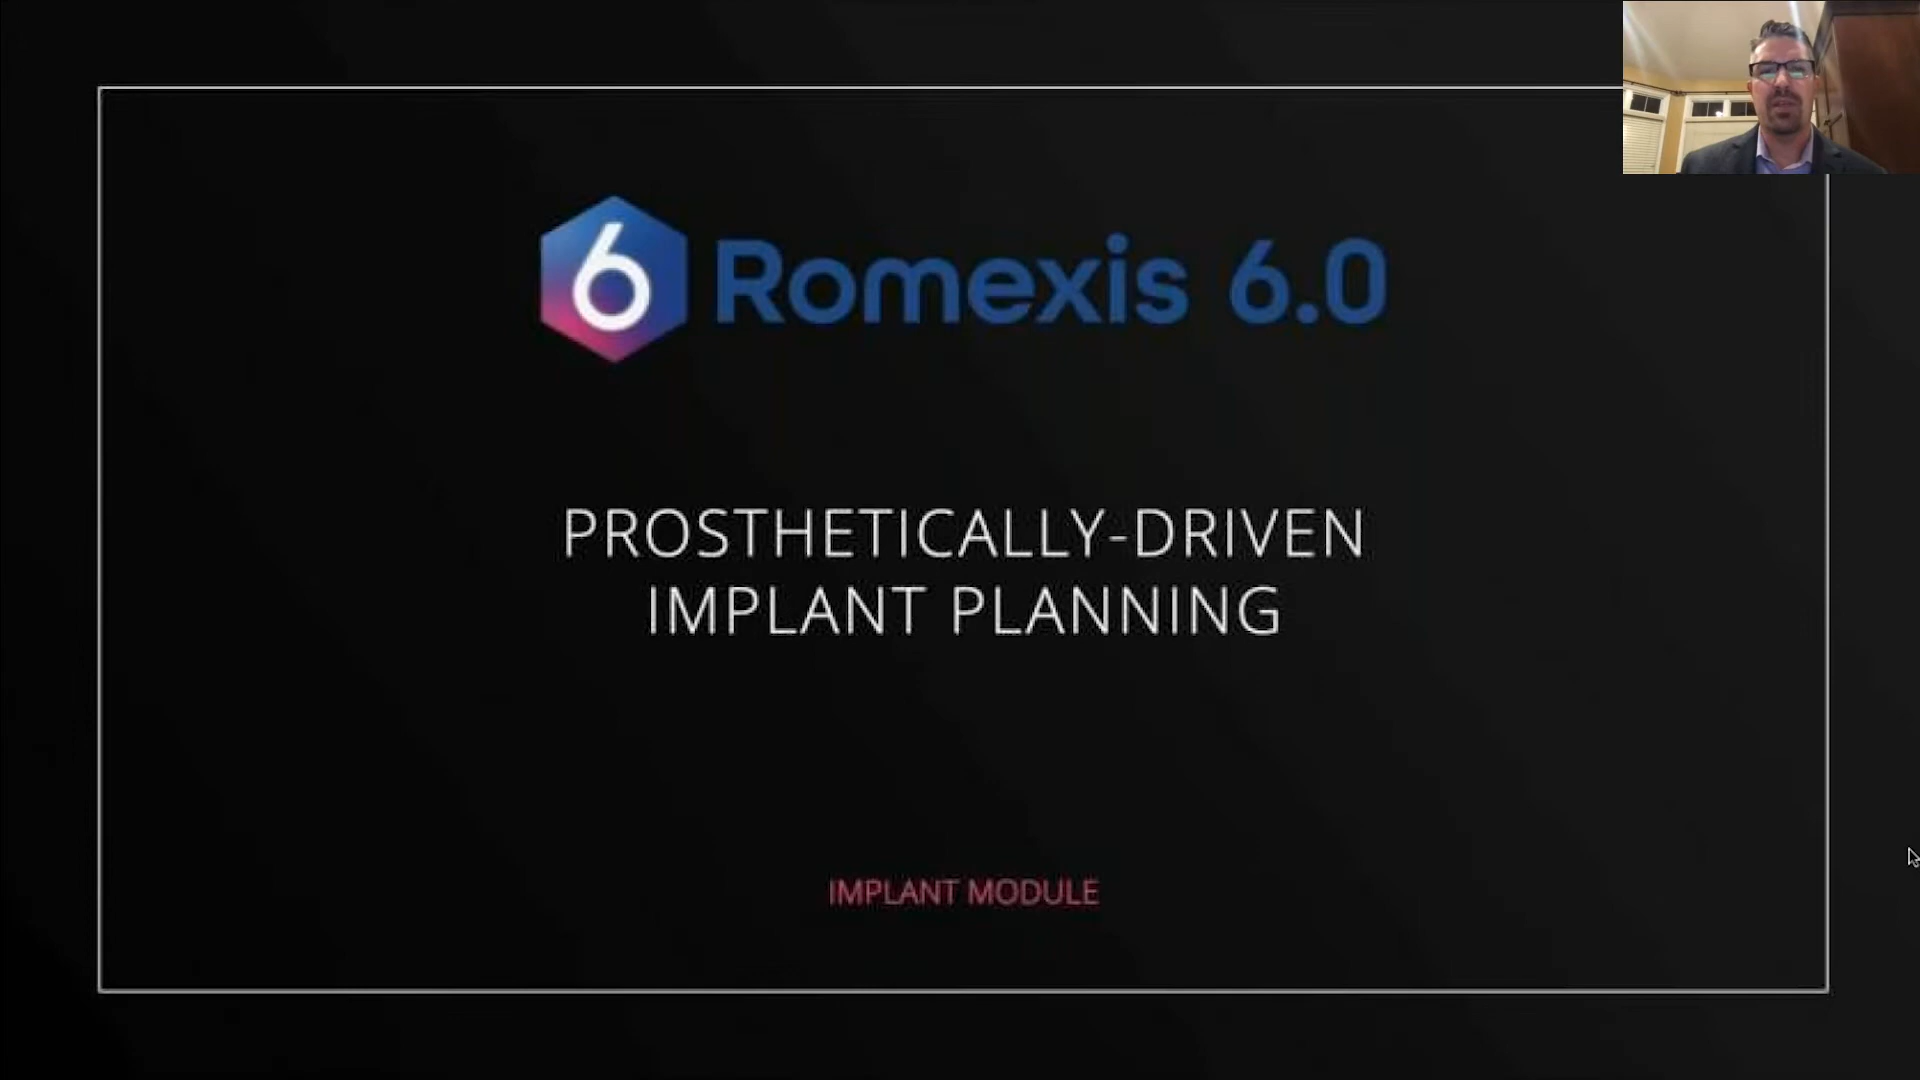 6 Romexis 6.0
PROSTHETICALLY-DRIVEN
IMPLANT PLANNING
IMPLANT MODULE